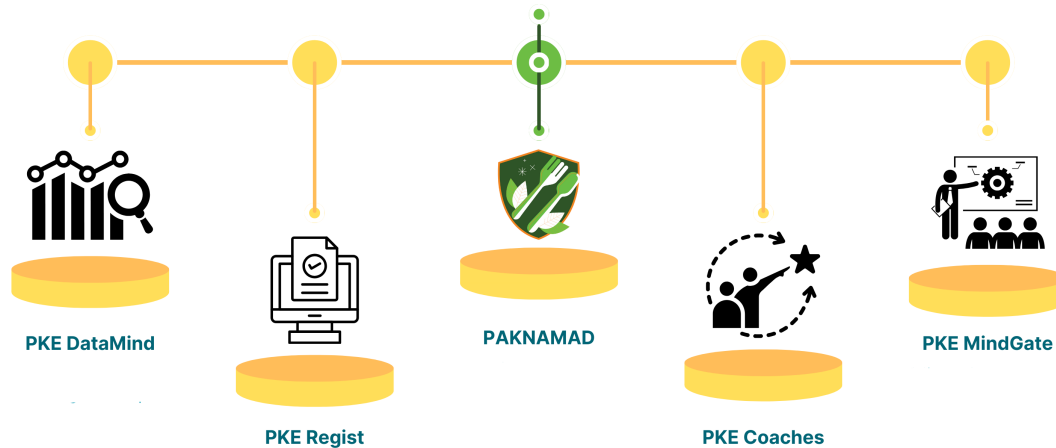 PKE DataMind
PKE Regist
PAKNAMAD
PKE Coaches
PKE MindGate